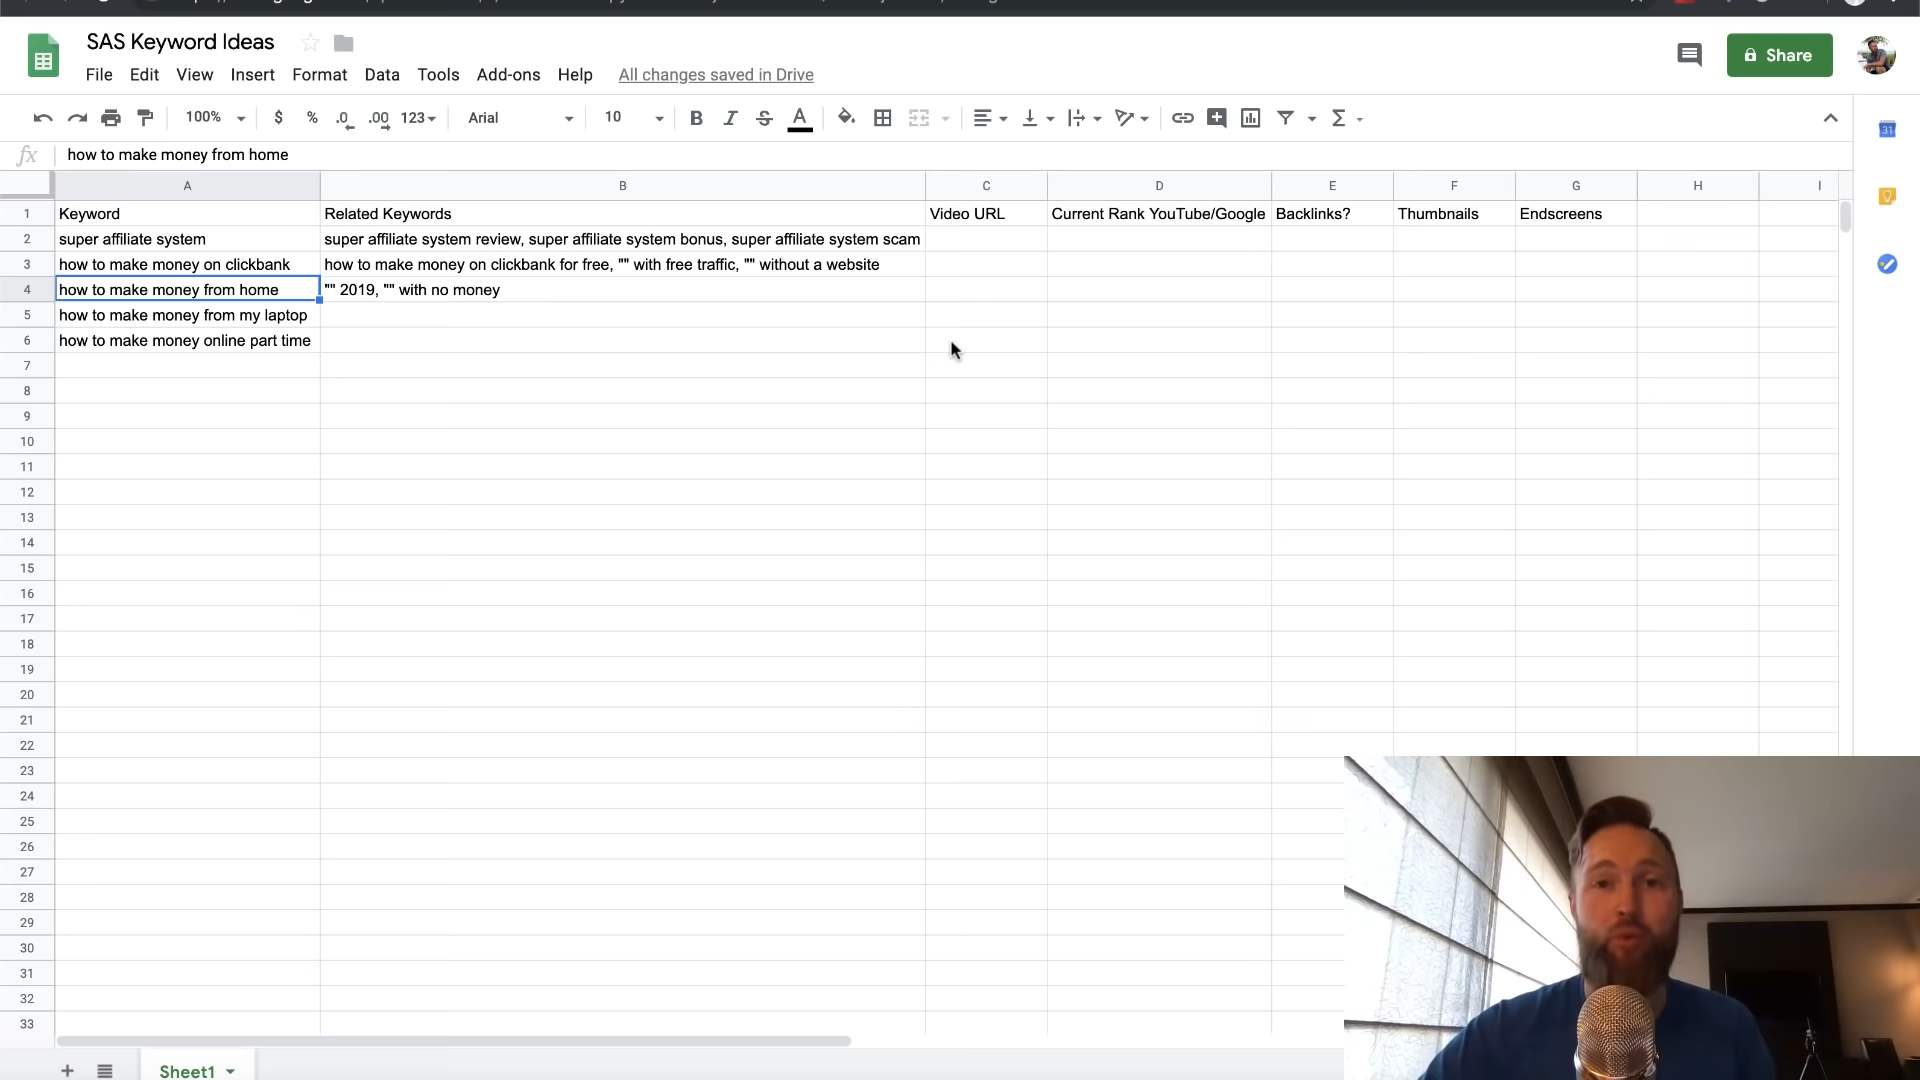 SAS Keyword Ideas
Share
File Edit View Insert Format Data Tools Add-ons Help All changes saved in Drive
100% $ % .0 .00 123 Arial 10 B I S A Σ
31
fx how to make money from home
A B C D E F G H I
1 Keyword Related Keywords Video URL Current Rank YouTube/Google Backlinks? Thumbnails Endscreens
2 super affiliate system super affiliate system review, super affiliate system bonus, super affiliate system scam
3 how to make money on clickbank how to make money on clickbank for free, "" with free traffic, "" without a website
4 how to make money from home "" 2019, "" with no money
5 how to make money from my laptop
6 how to make money online part time
7
8
9
10
11
12
13
14
15
16
17
18
19
20
21
22
23
24
25
26
27
28
29
30
31
32
33
Sheet1